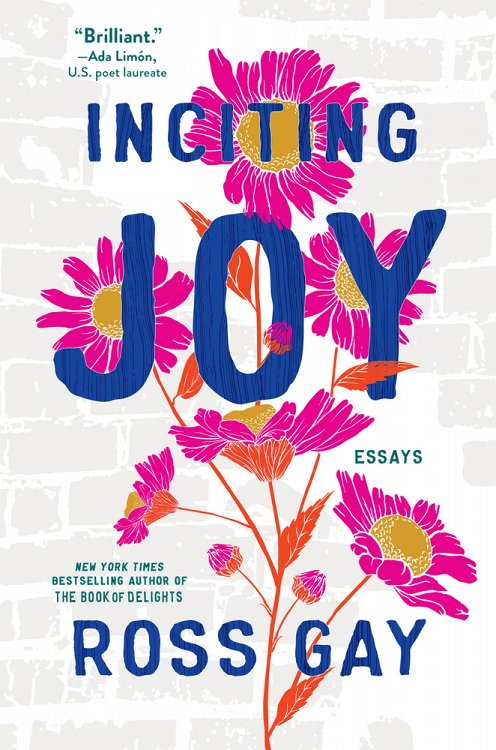 “Brilliant.”
—Ada Limón,
U.S. poet laureate
INCITING
JOY
ESSAYS
NEW YORK TIMES
BESTSELLING AUTHOR OF
THE BOOK OF DELIGHTS
ROSS GAY